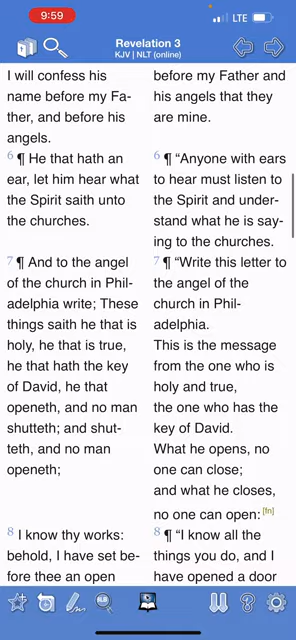 9:59
LTE
Revelation 3
KJV | NLT (online)
I will confess his
name before my Fa-
ther, and before his
angels.
6 ¶ He that hath an
ear, let him hear what
the Spirit saith unto
the churches.
7 ¶ And to the angel
of the church in Phil-
adelphia write; These
things saith he that is
holy, he that is true,
he that hath the key
of David, he that
openeth, and no man
shutteth; and shut-
teth, and no man
openeth;
8 I know thy works:
behold, I have set be-
fore thee an open
before my Father and
his angels that they
are mine.
6 ¶ “Anyone with ears
to hear must listen to
the Spirit and under-
stand what he is say-
ing to the churches.
7 ¶ “Write this letter to
the angel of the
church in Phil-
adelphia.
This is the message
from the one who is
holy and true,
the one who has the
key of David.
What he opens, no
one can close;
and what he closes,
no one can open: [fn]
8 ¶ “I know all the
things you do, and I
have opened a door